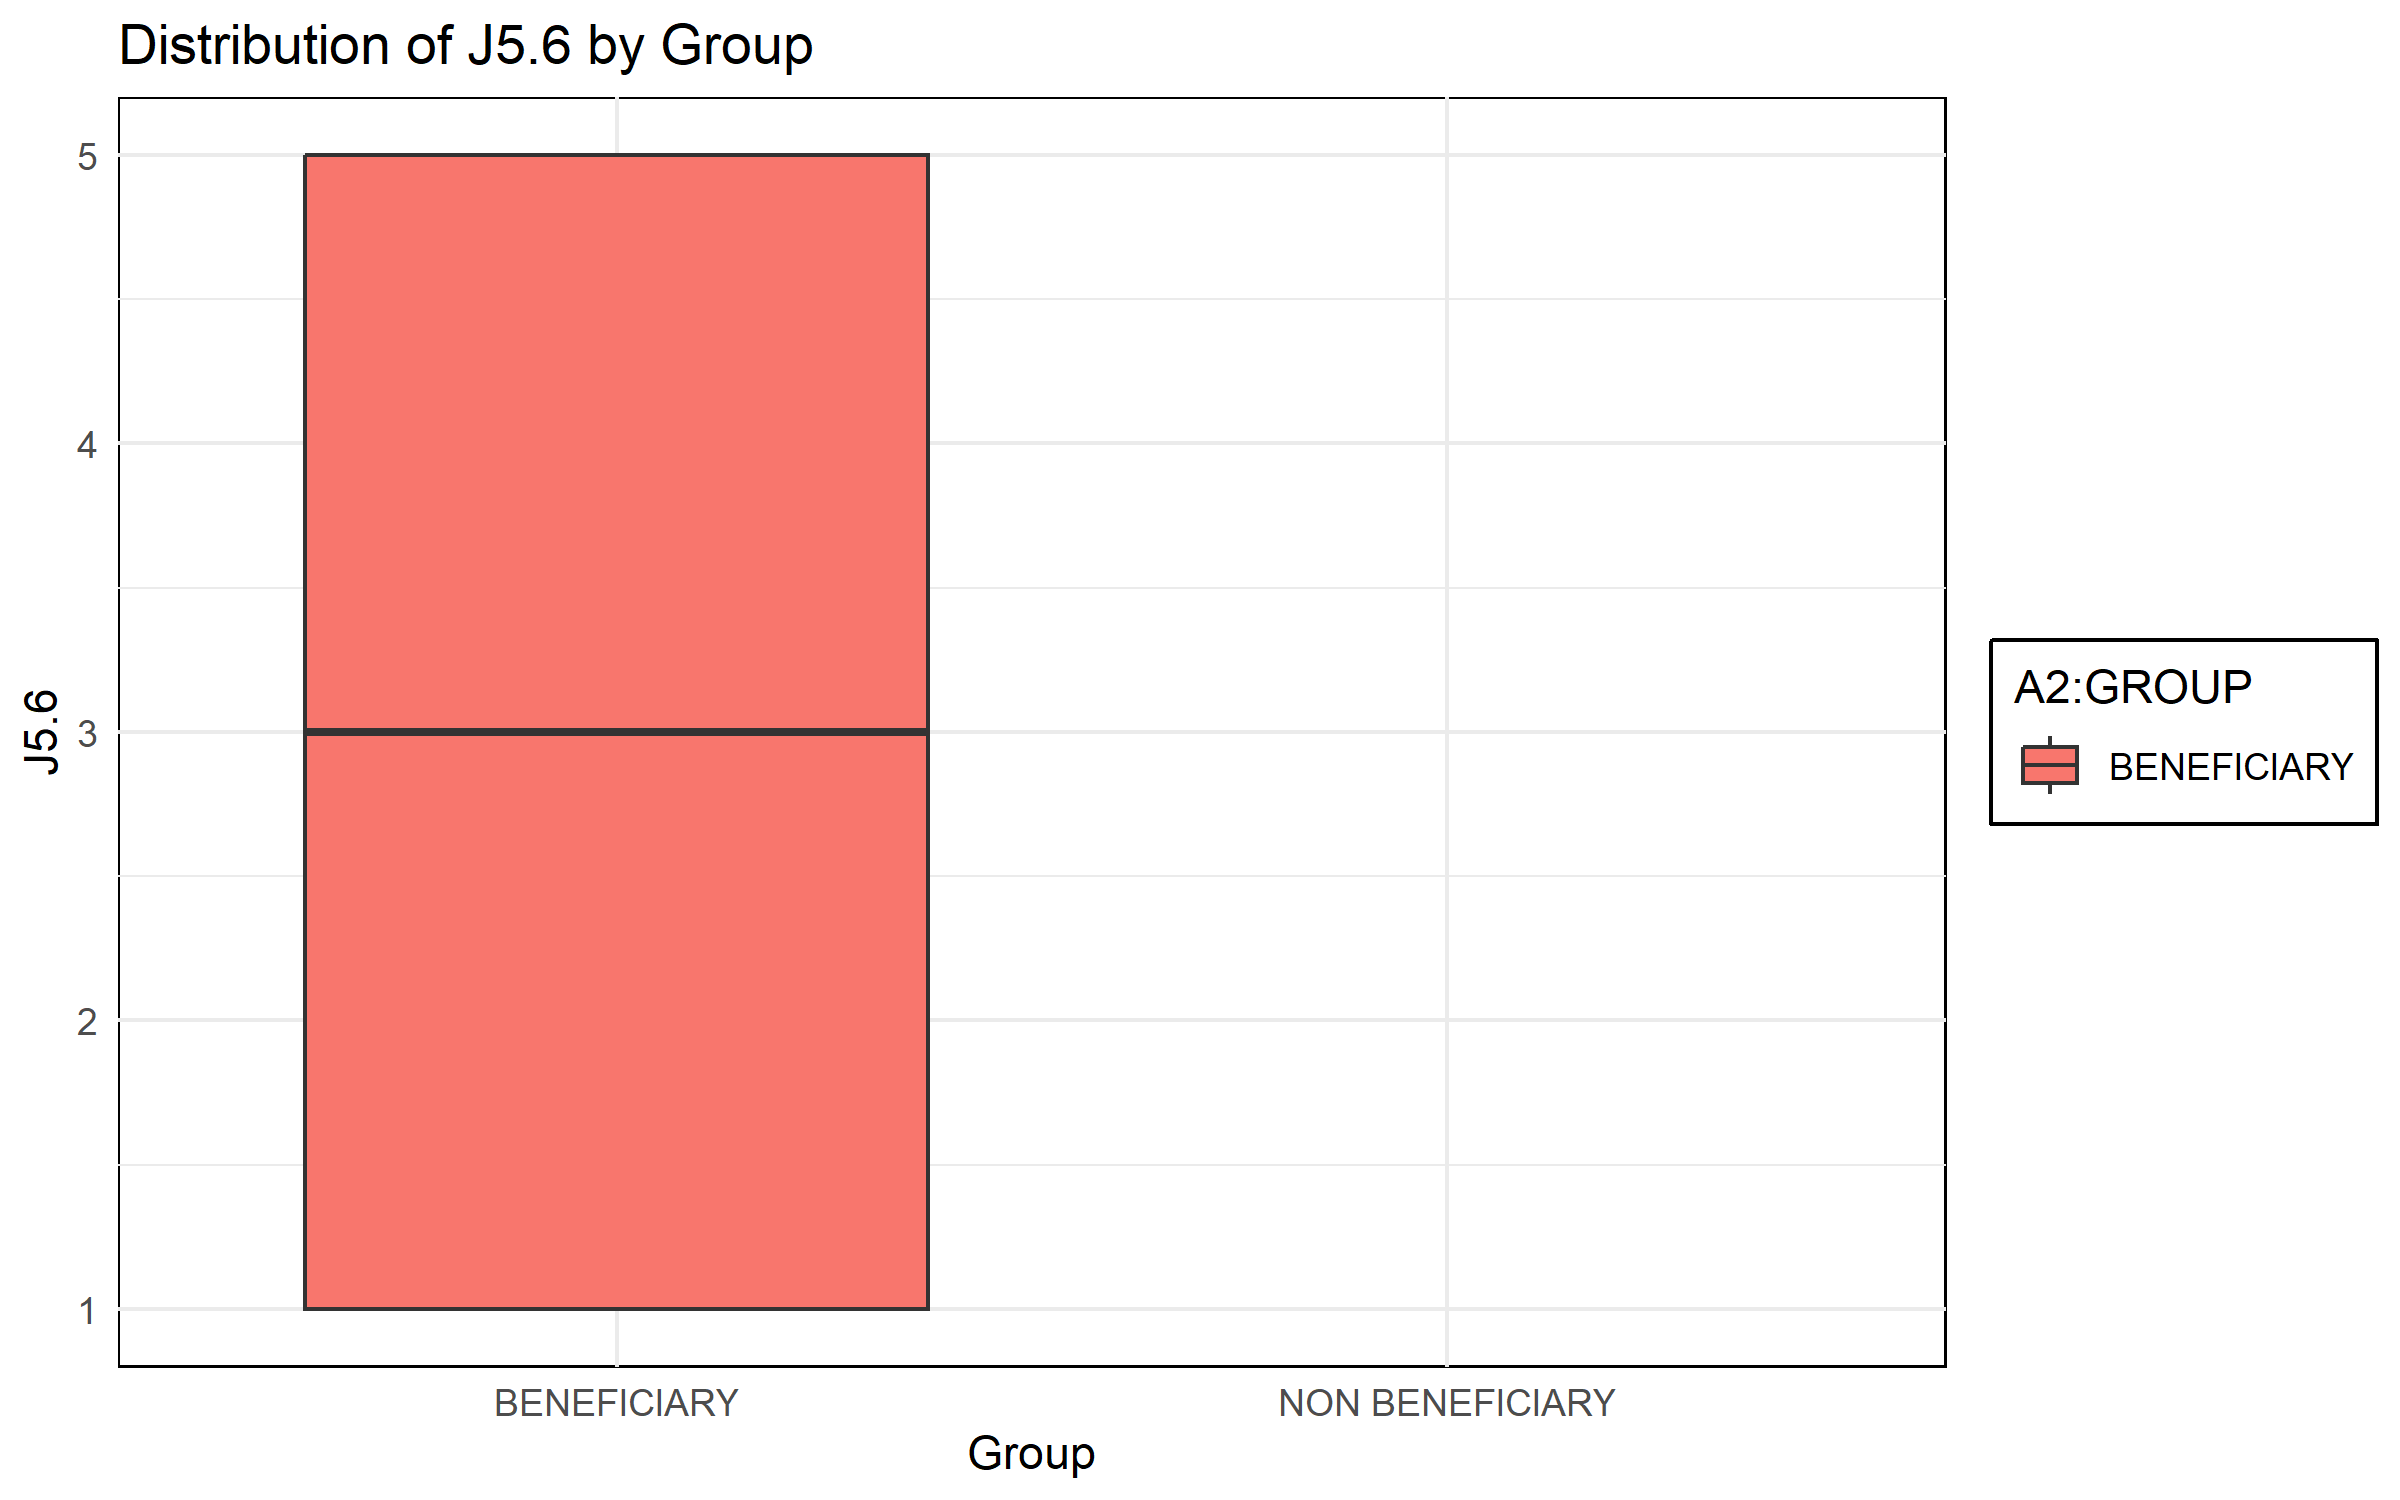 Distribution of J5.6 by Group
5
4
3
2
1
J5.6
BENEFICIARY
NON BENEFICIARY
Group
A2:GROUP
BENEFICIARY